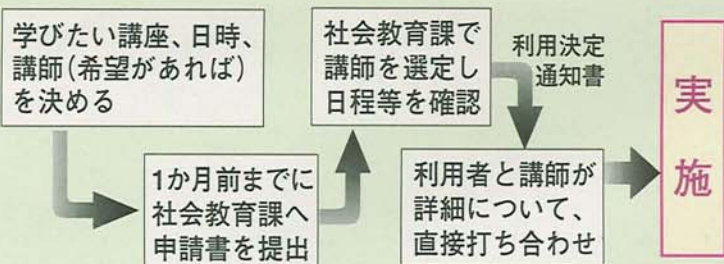 学びたい講座、日時、
講師(希望があれば)
を決める
1か月前までに
社会教育課へ
申請書を提出
社会教育課で
講師を選定し
日程等を確認
利用決定
通知書
利用者と講師が
詳細について、
直接打ち合わせ
実
施